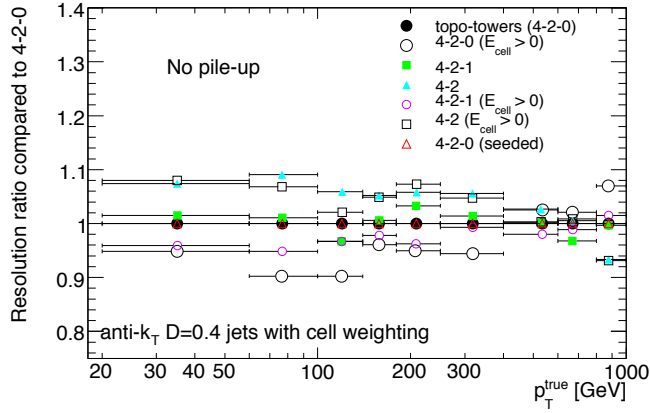 Resolution ratio compared to 4-2-0
1.4
1.3
1.2
1.1
1
0.9
0.8
No pile-up
topo-towers (4-2-0)
4-2-0 (E_cell > 0)
4-2-1
4-2
4-2-1 (E_cell > 0)
4-2 (E_cell > 0)
4-2-0 (seeded)
anti-k_T D=0.4 jets with cell weighting
20 30 40 50 100 200 300 1000
p_T^true [GeV]